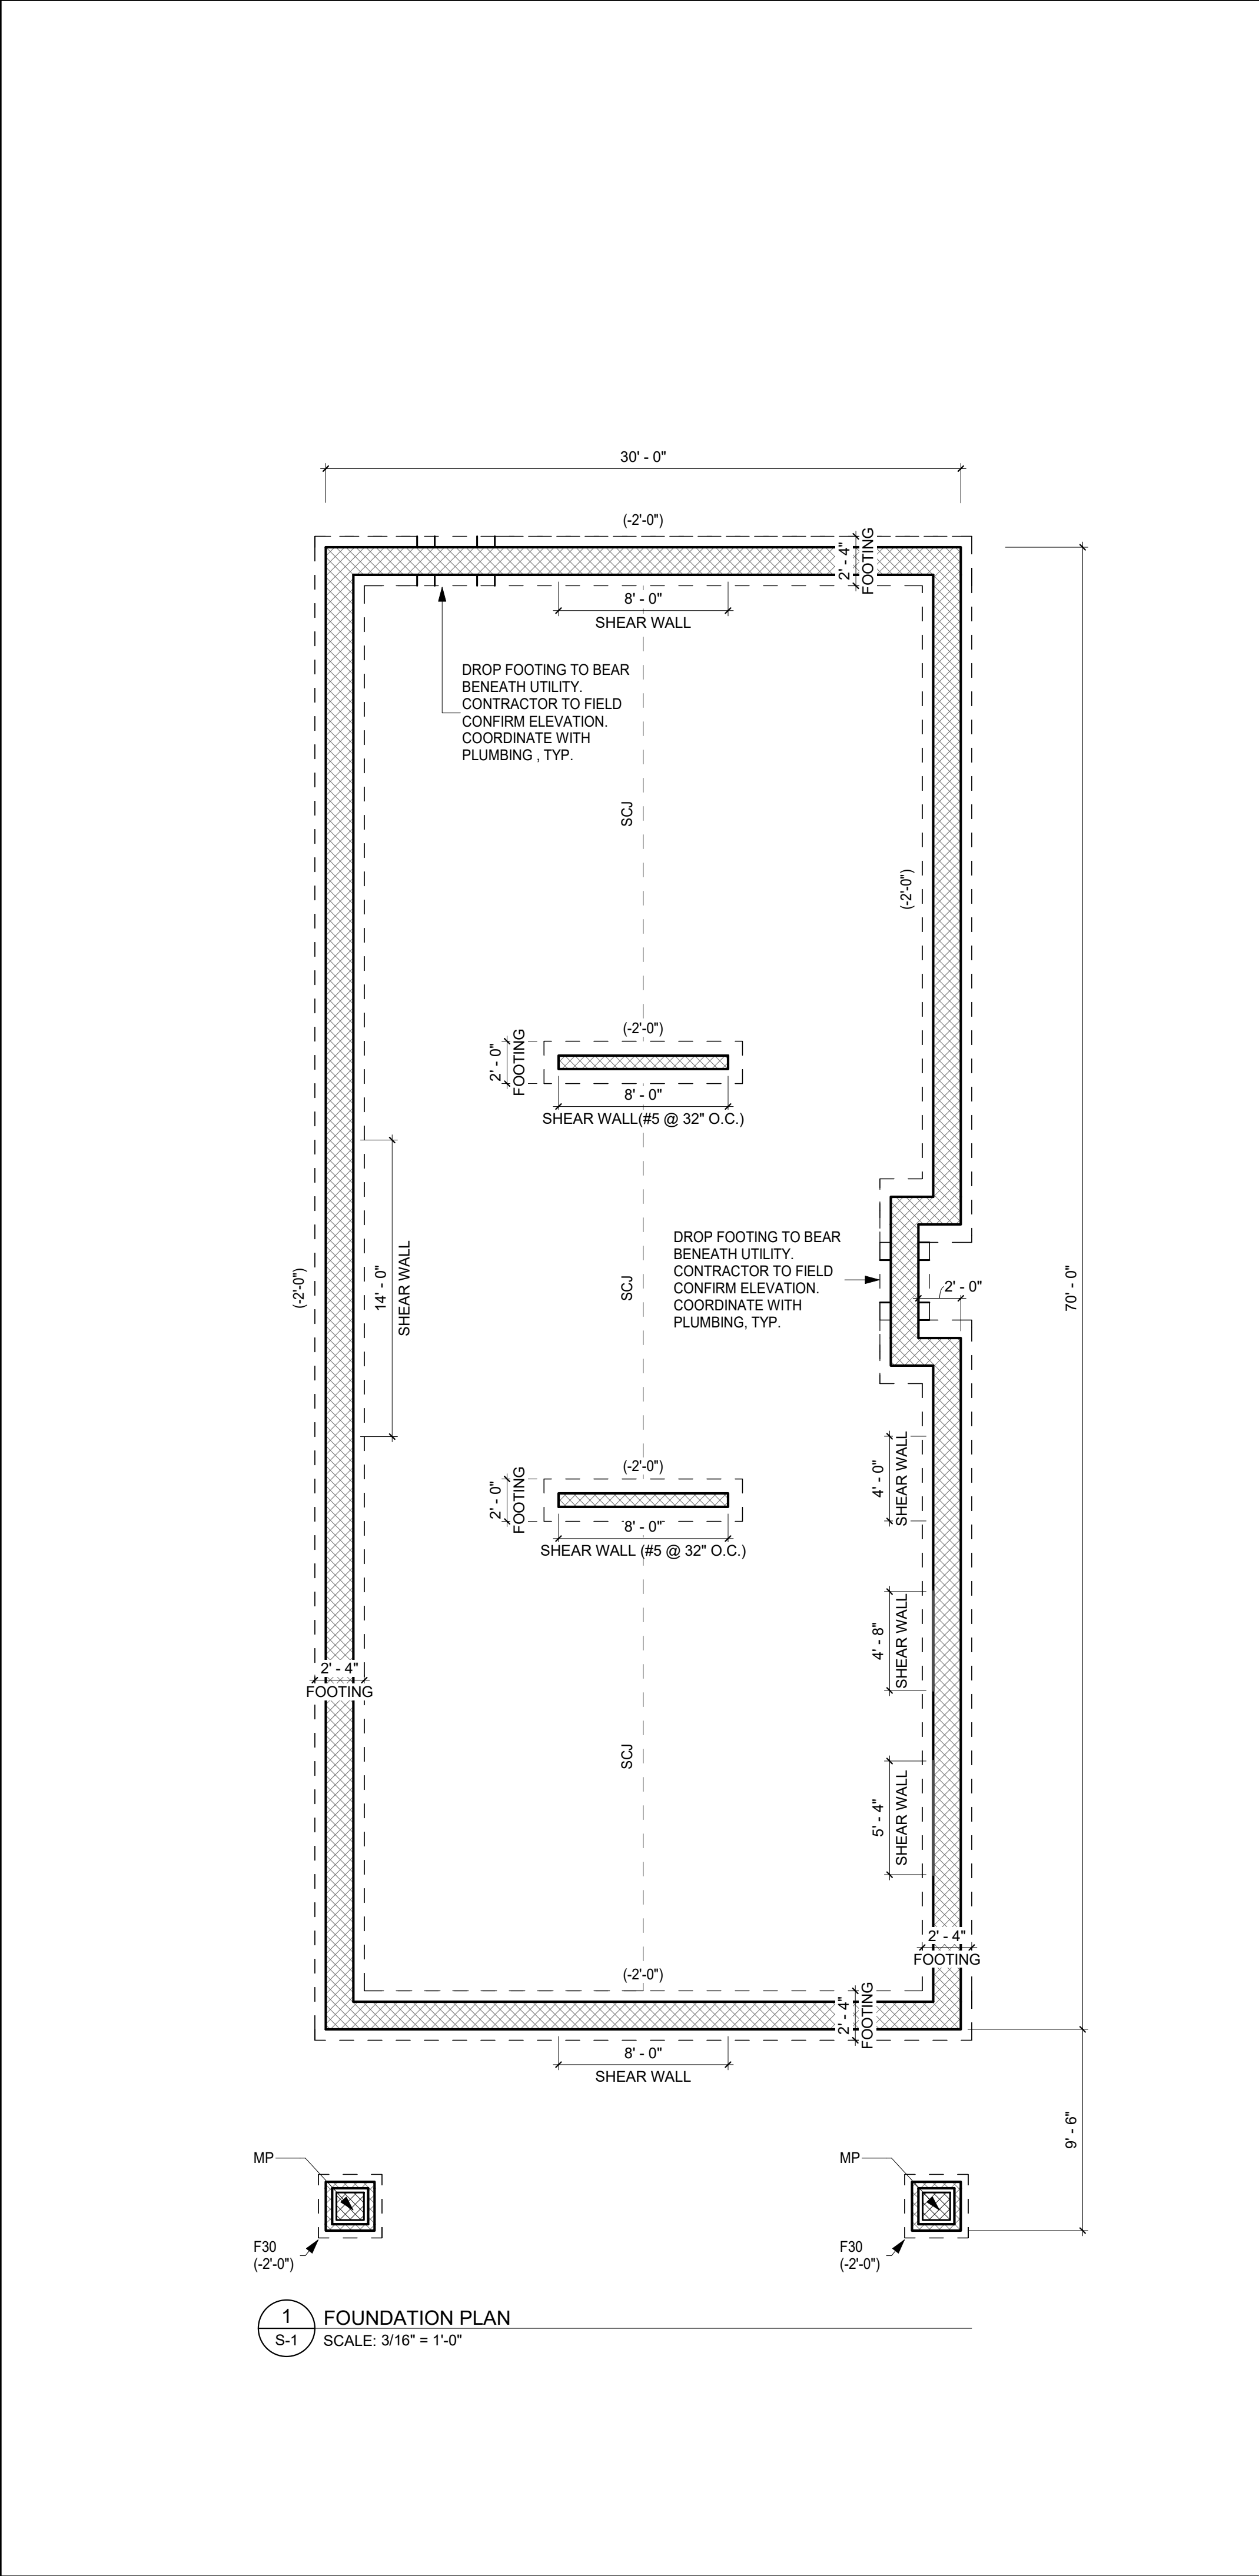 30' - 0"
(-2'-0")
2' - 4"
FOOTING
8' - 0"
SHEAR WALL
DROP FOOTING TO BEAR
BENEATH UTILITY.
CONTRACTOR TO FIELD
CONFIRM ELEVATION.
COORDINATE WITH
PLUMBING , TYP.
SCJ
(-2'-0")
(-2'-0")
2' - 0"
FOOTING
8' - 0"
SHEAR WALL(#5 @ 32" O.C.)
14' - 0"
SHEAR WALL
(-2'-0")
SCJ
DROP FOOTING TO BEAR
BENEATH UTILITY.
CONTRACTOR TO FIELD
CONFIRM ELEVATION.
COORDINATE WITH
PLUMBING, TYP.
2' - 0"
70' - 0"
4' - 0"
SHEAR WALL
(-2'-0")
2' - 0"
FOOTING
8' - 0"
SHEAR WALL (#5 @ 32" O.C.)
4' - 8"
SHEAR WALL
2' - 4"
FOOTING
SCJ
5' - 4"
SHEAR WALL
2' - 4"
FOOTING
(-2'-0")
2' - 4"
FOOTING
8' - 0"
SHEAR WALL
9' - 6"
MP
MP
F30
(-2'-0")
F30
(-2'-0")
1
S-1
FOUNDATION PLAN
SCALE: 3/16" = 1'-0"